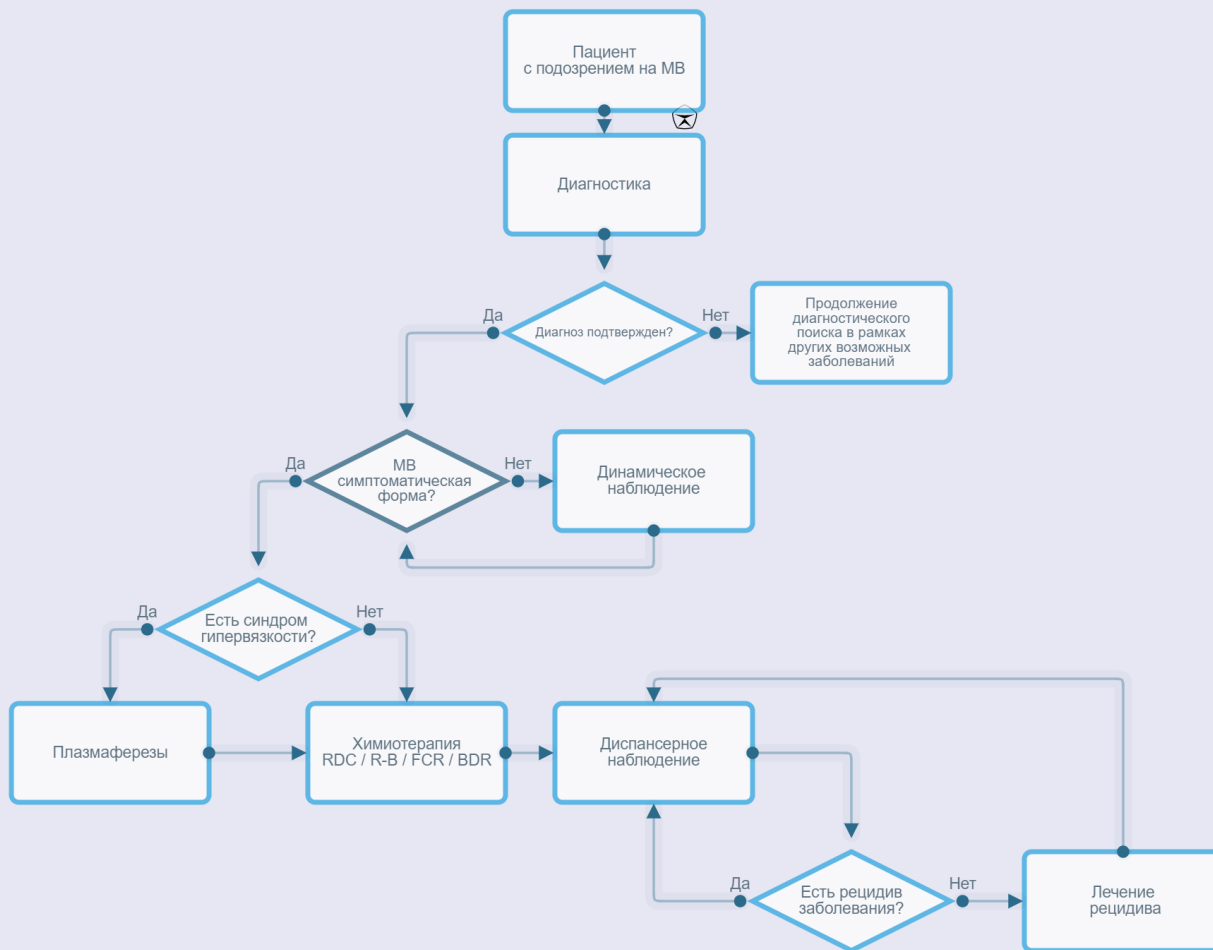 Пациент
с подозрением на МВ
Диагностика
Да
Диагноз подтвержден?
Нет
Продолжение
диагностического
поиска в рамках
других возможных
заболеваний
Да
МВ
симптоматическая
форма?
Нет
Динамическое
наблюдение
Да
Есть синдром
гипервязкости?
Нет
Плазмаферезы
Химиотерапия
RDC / R-B / FCR / BDR
Диспансерное
наблюдение
Да
Есть рецидив
заболевания?
Нет
Лечение
рецидива